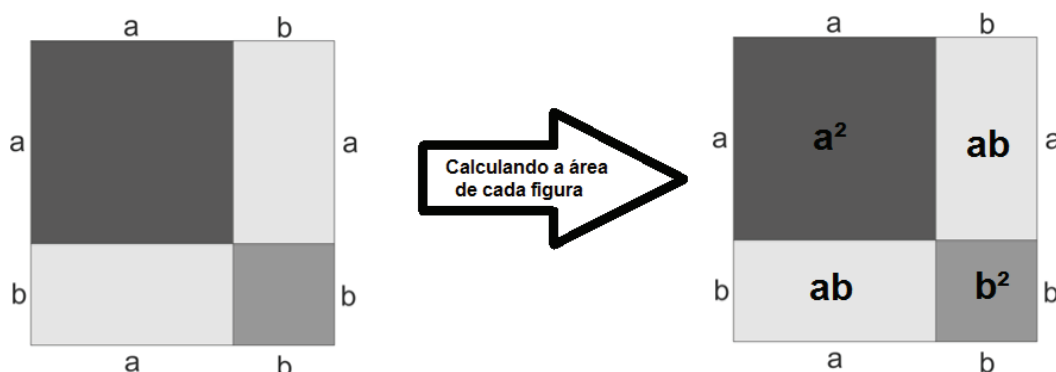 a b
a a
b b
a b
Calculando a área
de cada figura
a b
a a² ab a
b ab b² b
a b